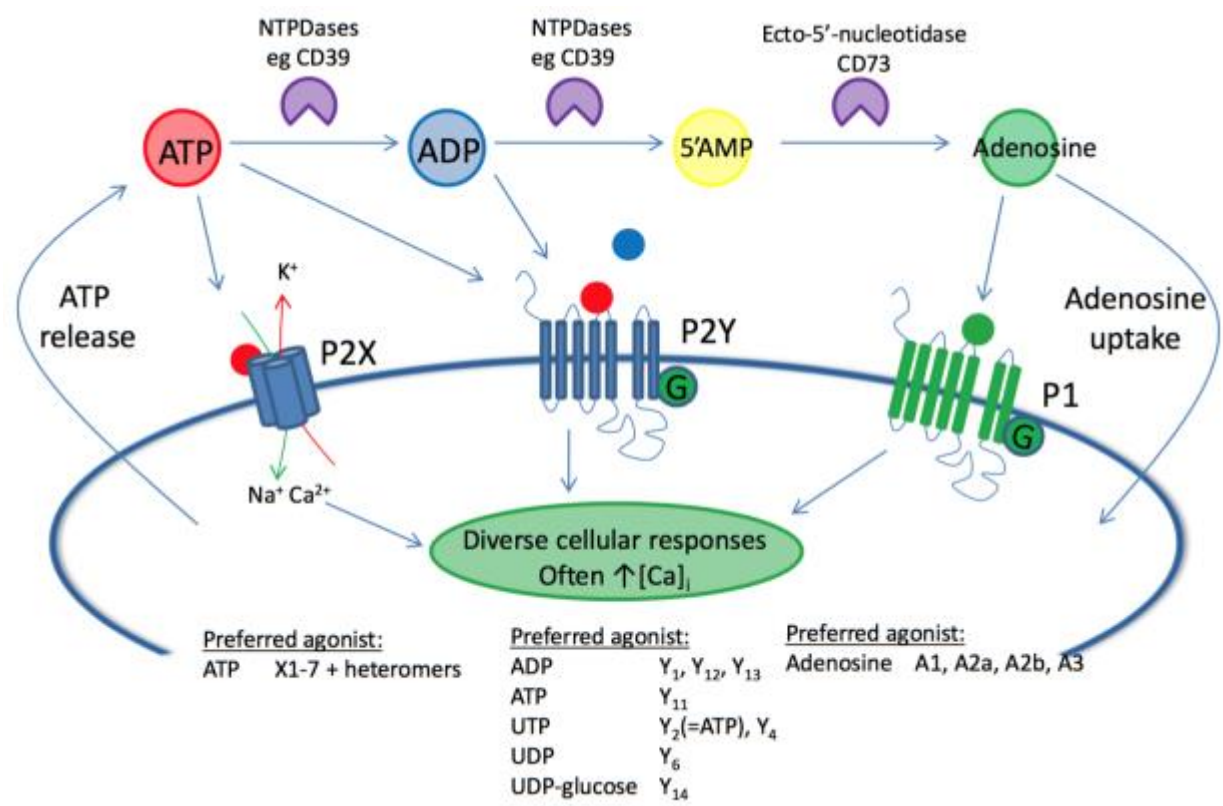 NTPDases
eg CD39
NTPDases
eg CD39
Ecto-5’-nucleotidase
CD73
ATP
ADP
5’AMP
Adenosine
ATP
release
K⁺
P2X
P2Y
G
P1
G
Adenosine
uptake
Na⁺ Ca²⁺
Diverse cellular responses
Often ↑[Ca]ᵢ
Preferred agonist:
ATP X1-7 + heteromers
Preferred agonist:
ADP Y₁, Y₁₂, Y₁₃
ATP Y₁₁
UTP Y₂(=ATP), Y₄
UDP Y₆
UDP-glucose Y₁₄
Preferred agonist:
Adenosine A1, A2a, A2b, A3